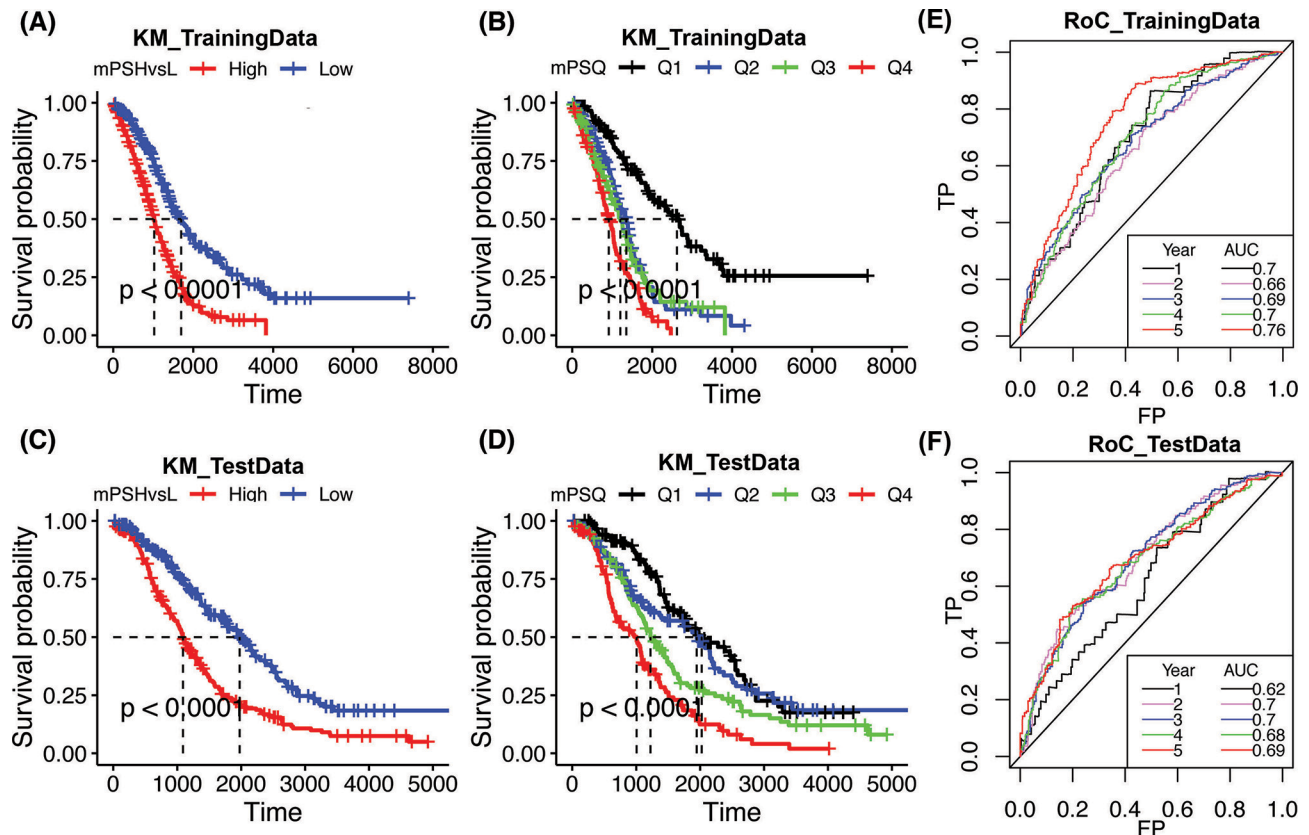 (A)
KM_TrainingData
mPSHvsL High Low
Survival probability
1.00
0.75
0.50
0.25
0.00
p < 0.0001
0 2000 4000 6000 8000
Time
(B)
KM_TrainingData
mPSQ Q1 Q2 Q3 Q4
Survival probability
1.00
0.75
0.50
0.25
0.00
p < 0.0001
0 2000 4000 6000 8000
Time
(E)
RoC_TrainingData
TP
1.0
0.8
0.6
0.4
0.2
0.0
Year AUC
1 0.7
2 0.66
3 0.69
4 0.7
5 0.76
0.0 0.2 0.4 0.6 0.8 1.0
FP
(C)
KM_TestData
mPSHvsL High Low
Survival probability
1.00
0.75
0.50
0.25
0.00
p < 0.0001
0 1000 2000 3000 4000 5000
Time
(D)
KM_TestData
mPSQ Q1 Q2 Q3 Q4
Survival probability
1.00
0.75
0.50
0.25
0.00
p < 0.0001
0 1000 2000 3000 4000 5000
Time
(F)
RoC_TestData
TP
1.0
0.8
0.6
0.4
0.2
0.0
Year AUC
1 0.62
2 0.7
3 0.7
4 0.68
5 0.69
0.0 0.2 0.4 0.6 0.8 1.0
FP